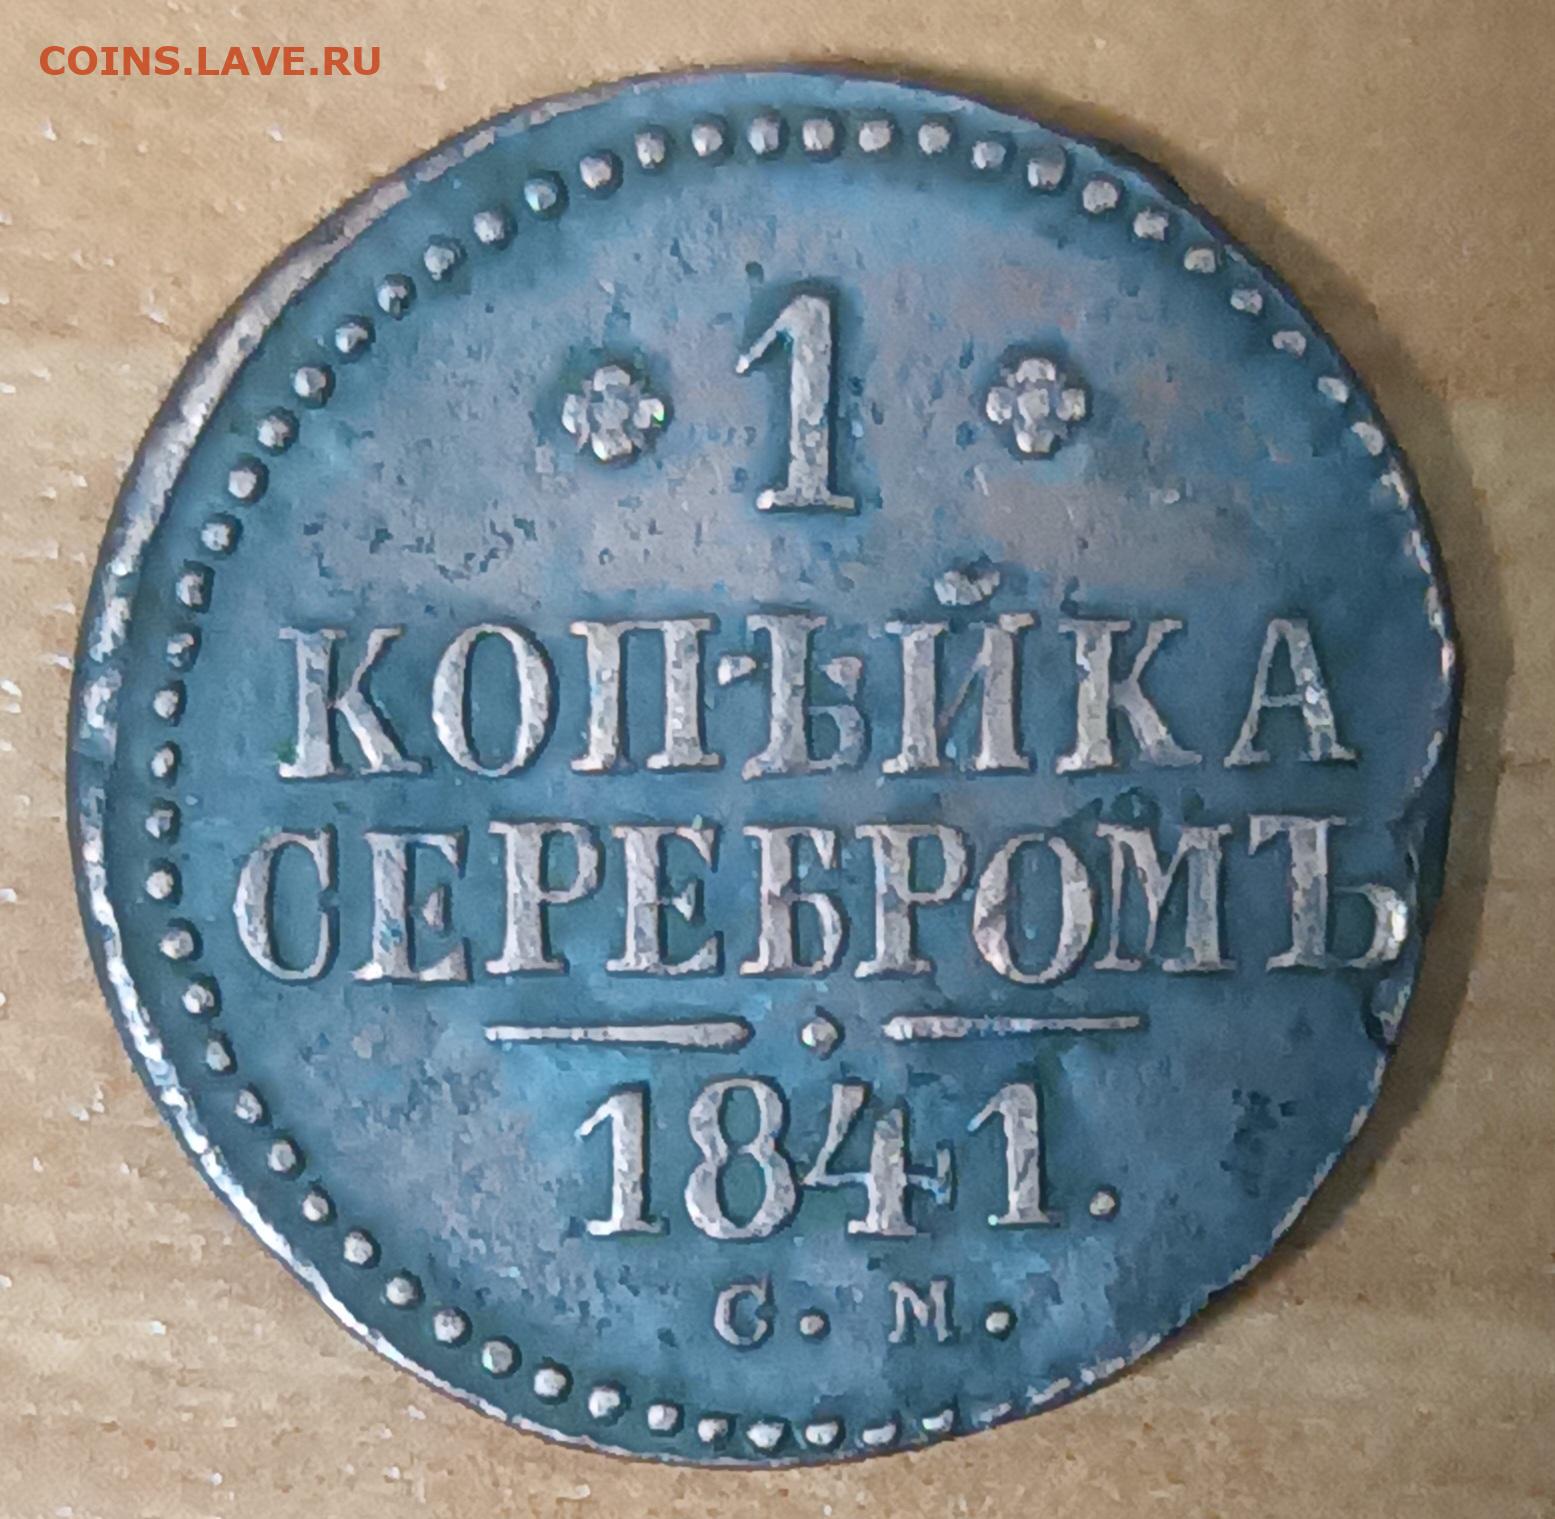 COINS.LAVE.RU
1
КОПѢЙКА
СЕРЕБРОМЪ
1841.
С. М.